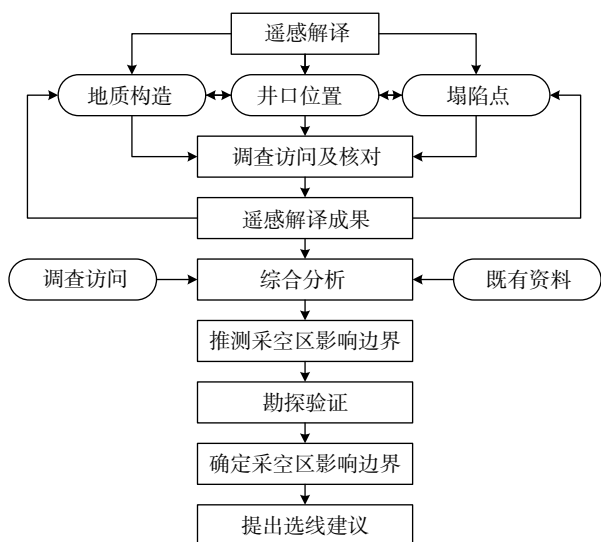 遥感解译
地质构造
井口位置
塌陷点
调查访问及核对
遥感解译成果
调查访问
综合分析
既有资料
推测采空区影响边界
勘探验证
确定采空区影响边界
提出选线建议